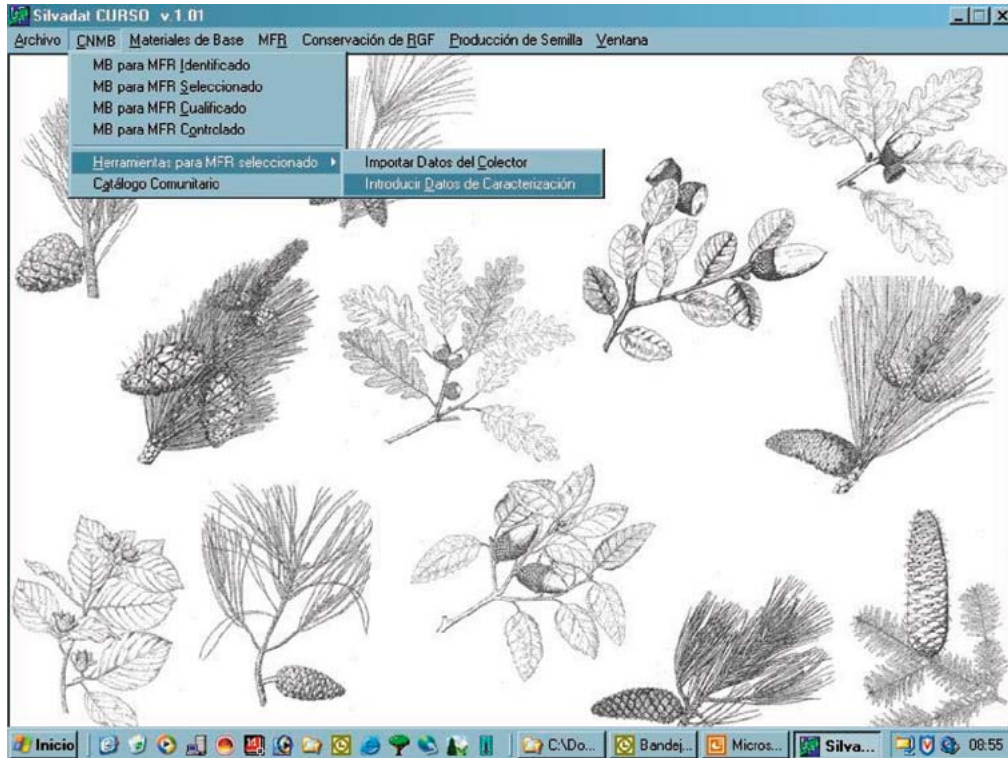 Silvadat CURSO v.1.01
Archivo CNMB Materiales de Base MFR Conservación de RGF Producción de Semilla Ventana
MB para MFR Identificado
MB para MFR Seleccionado
MB para MFR Cualificado
MB para MFR Controlado
Herramientas para MFR seleccionado
Importar Datos del Colector
Catálogo Comunitario
Introducir Datos de Caracterización
Inicio C:\Do... Bandej... Micros... Silva... 08:55